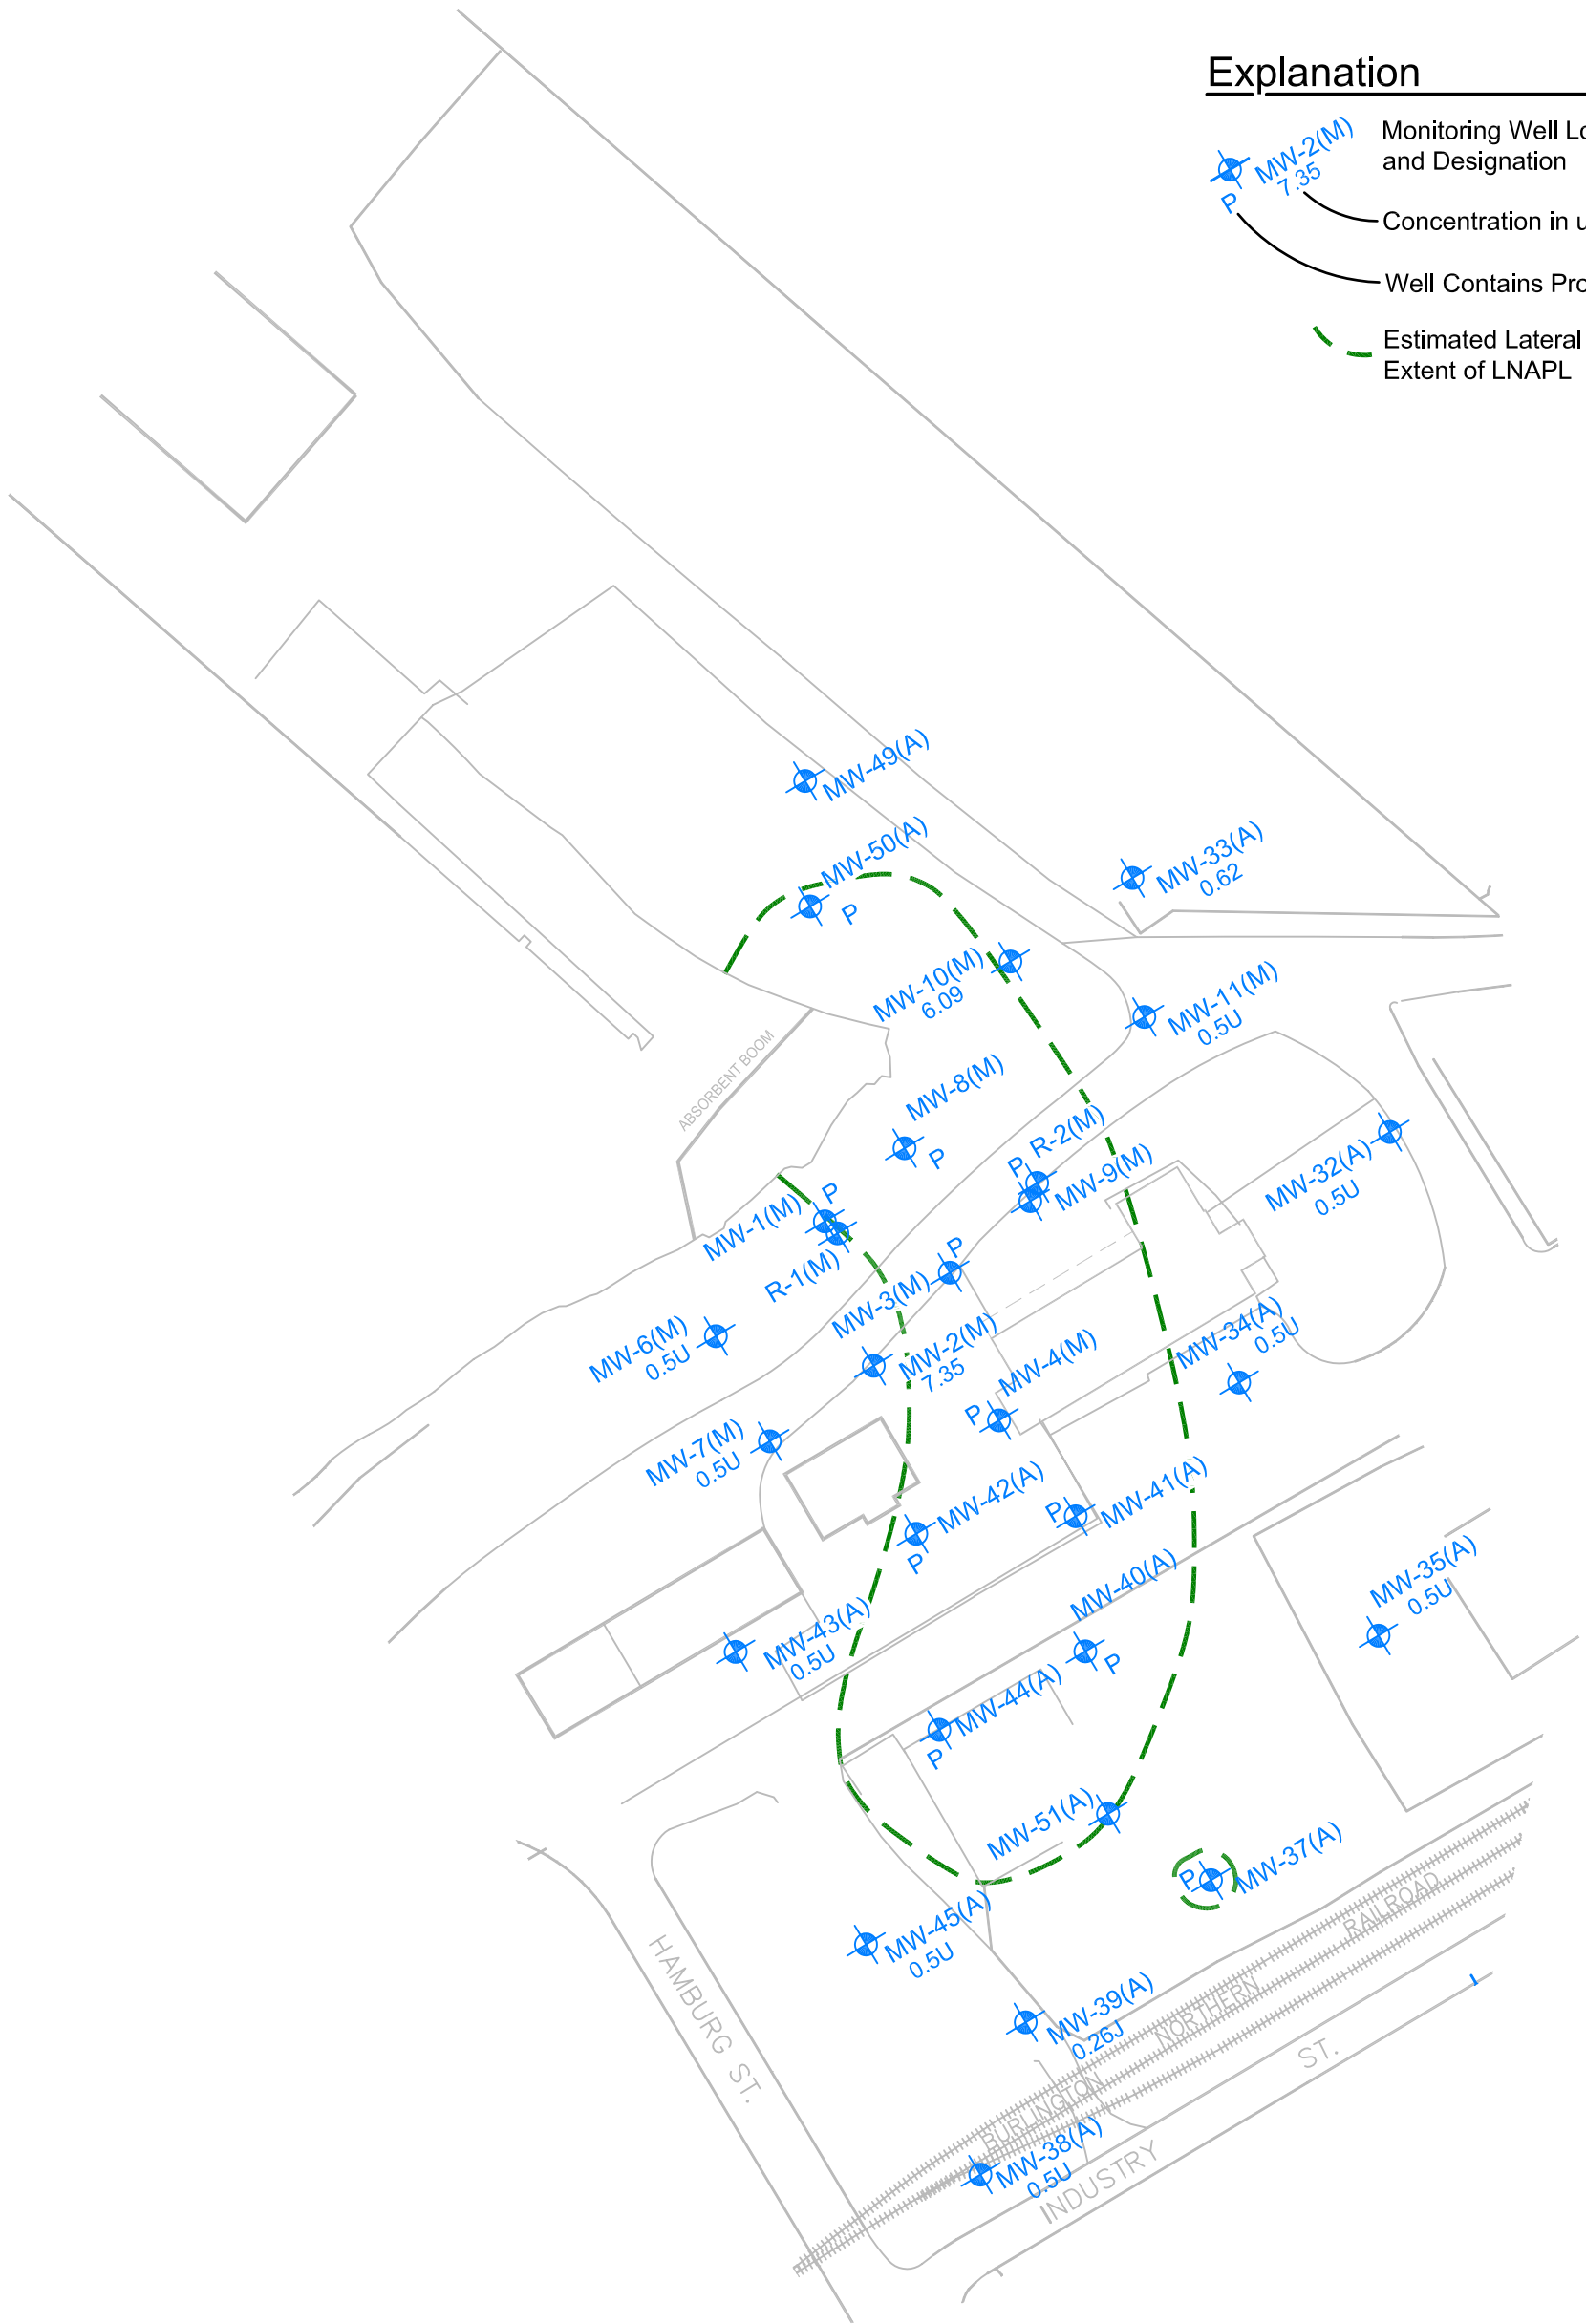 Explanation
MW-2(M)
7.35
P
Monitoring Well Lo
and Designation
Concentration in u
Well Contains Pro
Estimated Lateral
Extent of LNAPL
MW-49(A)
MW-50(A)
P
MW-33(A)
0.62
MW-10(M)
6.09
MW-11(M)
0.5U
ABSORBENT BOOM
MW-8(M)
P
P
R-2(M)
MW-9(M)
MW-32(A)
0.5U
MW-1(M)
P
R-1(M)
MW-3(M)
P
MW-6(M)
0.5U
MW-2(M)
7.35
MW-4(M)
P
MW-34(A)
0.5U
MW-7(M)
0.5U
MW-42(A)
P
MW-41(A)
P
MW-40(A)
P
MW-35(A)
0.5U
MW-43(A)
0.5U
MW-44(A)
P
MW-51(A)
P
MW-37(A)
MW-45(A)
0.5U
MW-39(A)
0.26J
HAMBURG ST.
BURLINGTON NORTHERN RAILROAD
MW-38(A)
0.5U
INDUSTRY ST.